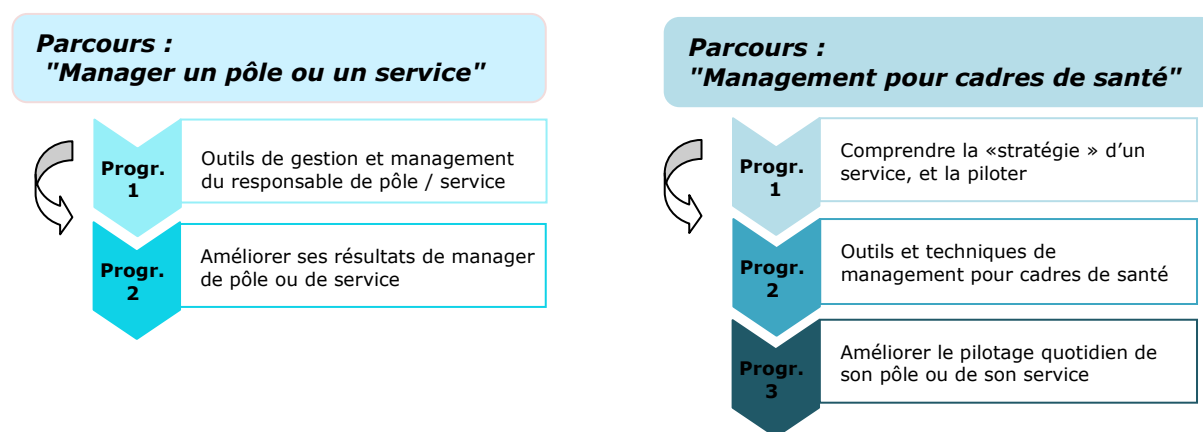 Parcours :
"Manager un pôle ou un service"
Progr.
1
Outils de gestion et management
du responsable de pôle / service
Progr.
2
Améliorer ses résultats de manager
de pôle ou de service
Parcours :
"Management pour cadres de santé"
Progr.
1
Comprendre la «stratégie » d'un
service, et la piloter
Progr.
2
Outils et techniques de
management pour cadres de santé
Progr.
3
Améliorer le pilotage quotidien de
son pôle ou de son service